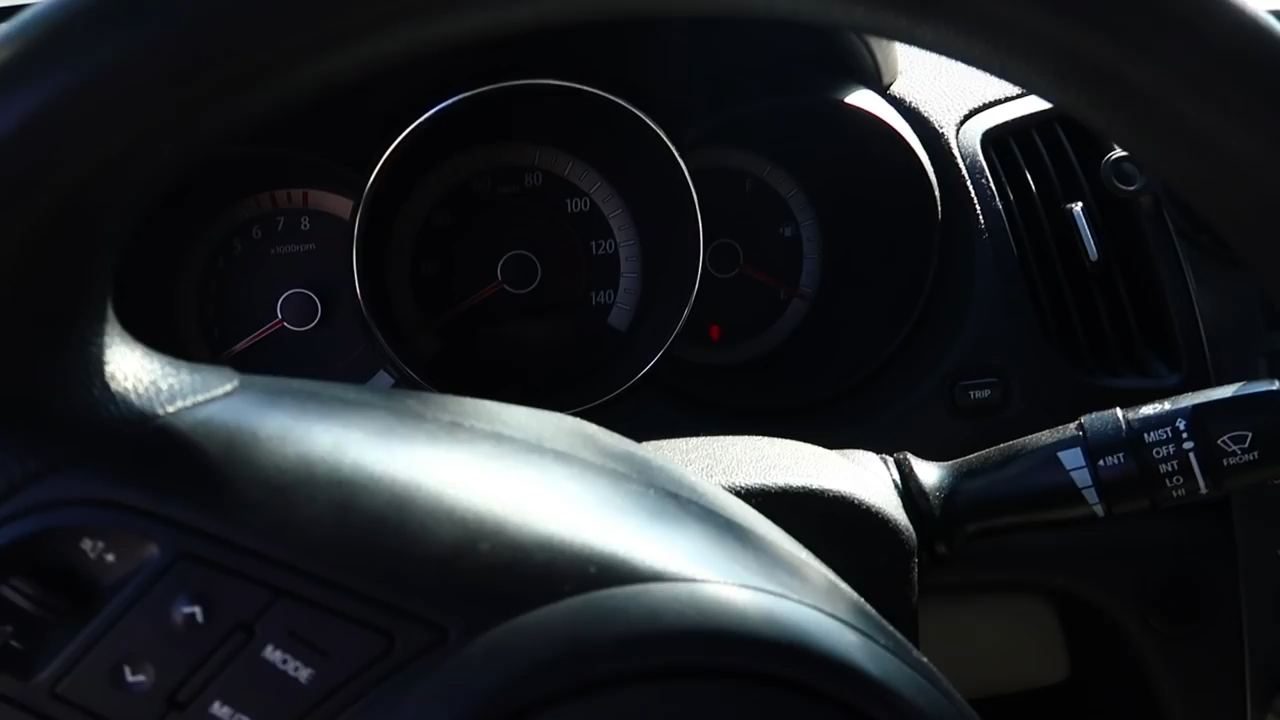 5 6 7 8
x1000rpm
80
100
120
140
F
TRIP
MIST
OFF
INT
LO
HI
INT
FRONT
MODE